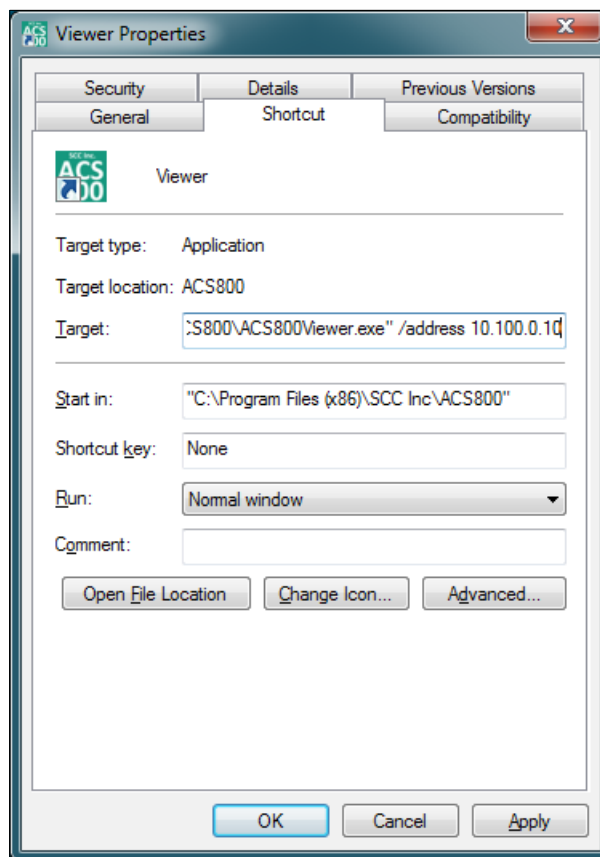 Viewer Properties
X
Security Details Previous Versions
General Shortcut Compatibility
SCC Inc.
ACS
00
Viewer
Target type: Application
Target location: ACS800
Target: CS800\ACS800Viewer.exe" /address 10.100.0.10
Start in: "C:\Program Files (x86)\SCC Inc\ACS800"
Shortcut key: None
Run: Normal window
Comment:
Open File Location Change Icon... Advanced...
OK Cancel Apply